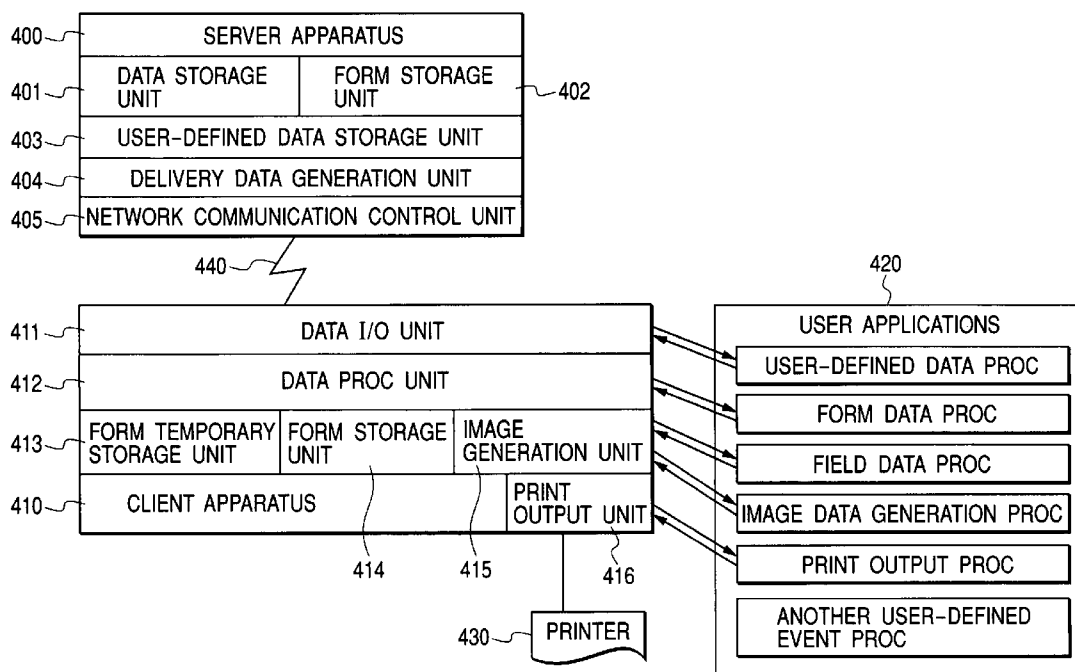 400
SERVER APPARATUS
401
DATA STORAGE
UNIT
FORM STORAGE
UNIT
402
403
USER-DEFINED DATA STORAGE UNIT
404
DELIVERY DATA GENERATION UNIT
405
NETWORK COMMUNICATION CONTROL UNIT
440
411
DATA I/O UNIT
412
DATA PROC UNIT
413
FORM TEMPORARY
STORAGE UNIT
FORM STORAGE
UNIT
IMAGE
GENERATION UNIT
410
CLIENT APPARATUS
PRINT
OUTPUT UNIT
414
415
416
430
PRINTER
420
USER APPLICATIONS
USER-DEFINED DATA PROC
FORM DATA PROC
FIELD DATA PROC
IMAGE DATA GENERATION PROC
PRINT OUTPUT PROC
ANOTHER USER-DEFINED
EVENT PROC